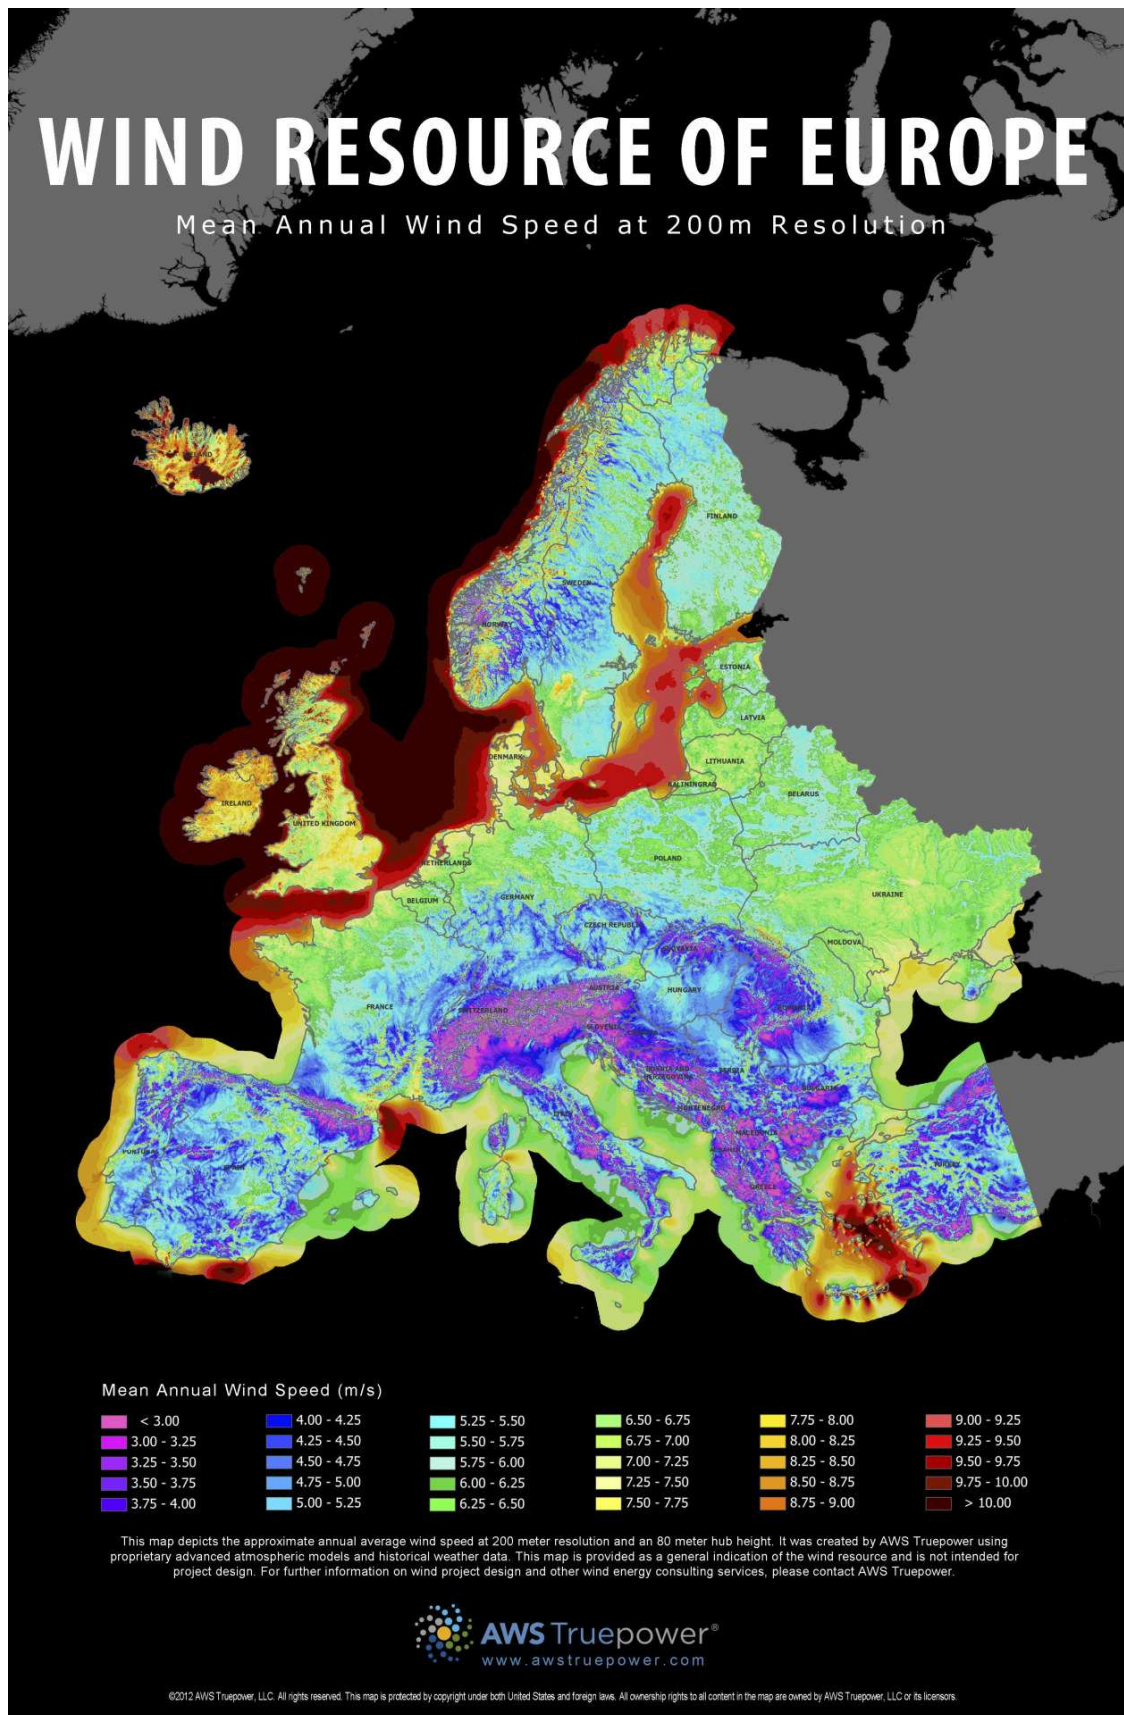 WIND RESOURCE OF EUROPE
Mean Annual Wind Speed at 200m Resolution
FINLAND
SWEDEN
NORWAY
ESTONIA
LATVIA
DENMARK
LITHUANIA
KALININGRAD
BELARUS
IRELAND
UNITED KINGDOM
NETHERLANDS
POLAND
UKRAINE
BELGIUM
GERMANY
CZECH REPUBLIC
MOLDOVA
AUSTRIA
HUNGARY
FRANCE
SWITZERLAND
SLOVENIA
BOSNIA AND
HERZEGOVINA
SERBIA
BULGARIA
MONTENEGRO
ITALY
MACEDONIA
PORTUGAL
SPAIN
TURKEY
GREECE
Mean Annual Wind Speed (m/s)
< 3.00 4.00 - 4.25 5.25 - 5.50 6.50 - 6.75 7.75 - 8.00 9.00 - 9.25
3.00 - 3.25 4.25 - 4.50 5.50 - 5.75 6.75 - 7.00 8.00 - 8.25 9.25 - 9.50
3.25 - 3.50 4.50 - 4.75 5.75 - 6.00 7.00 - 7.25 8.25 - 8.50 9.50 - 9.75
3.50 - 3.75 4.75 - 5.00 6.00 - 6.25 7.25 - 7.50 8.50 - 8.75 9.75 - 10.00
3.75 - 4.00 5.00 - 5.25 6.25 - 6.50 7.50 - 7.75 8.75 - 9.00 > 10.00
This map depicts the approximate annual average wind speed at 200 meter resolution and an 80 meter hub height. It was created by AWS Truepower using
proprietary advanced atmospheric models and historical weather data. This map is provided as a general indication of the wind resource and is not intended for
project design. For further information on wind project design and other wind energy consulting services, please contact AWS Truepower.
AWS Truepower®
www.awstruepower.com
©2012 AWS Truepower, LLC. All rights reserved. This map is protected by copyright under both United States and foreign laws. All ownership rights to all content in the map are owned by AWS Truepower, LLC or its licensors.